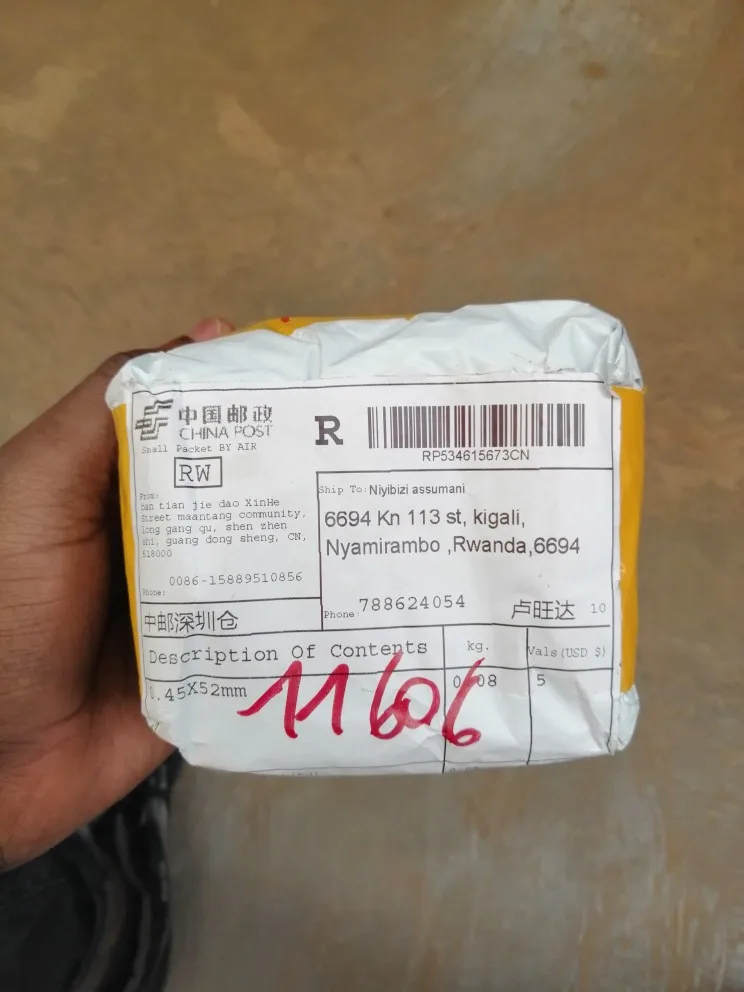 中国邮政
CHINA POST
Small Packet BY AIR
RW
R
RP534615673CN
From:
ban tian jie dao XinHe
Street maantang community,
long gang qu, shen zhen
shi, guang dong sheng, CN,
518000
0086-15889510856
Phone:
中邮深圳仓
Ship To: Niyibizi assumani
6694 Kn 113 st, kigali,
Nyamirambo ,Rwanda,6694
Phone: 788624054
卢旺达 10
Description Of Contents kg. Vals(USD $)
0.45X52mm 0.08 5
11606